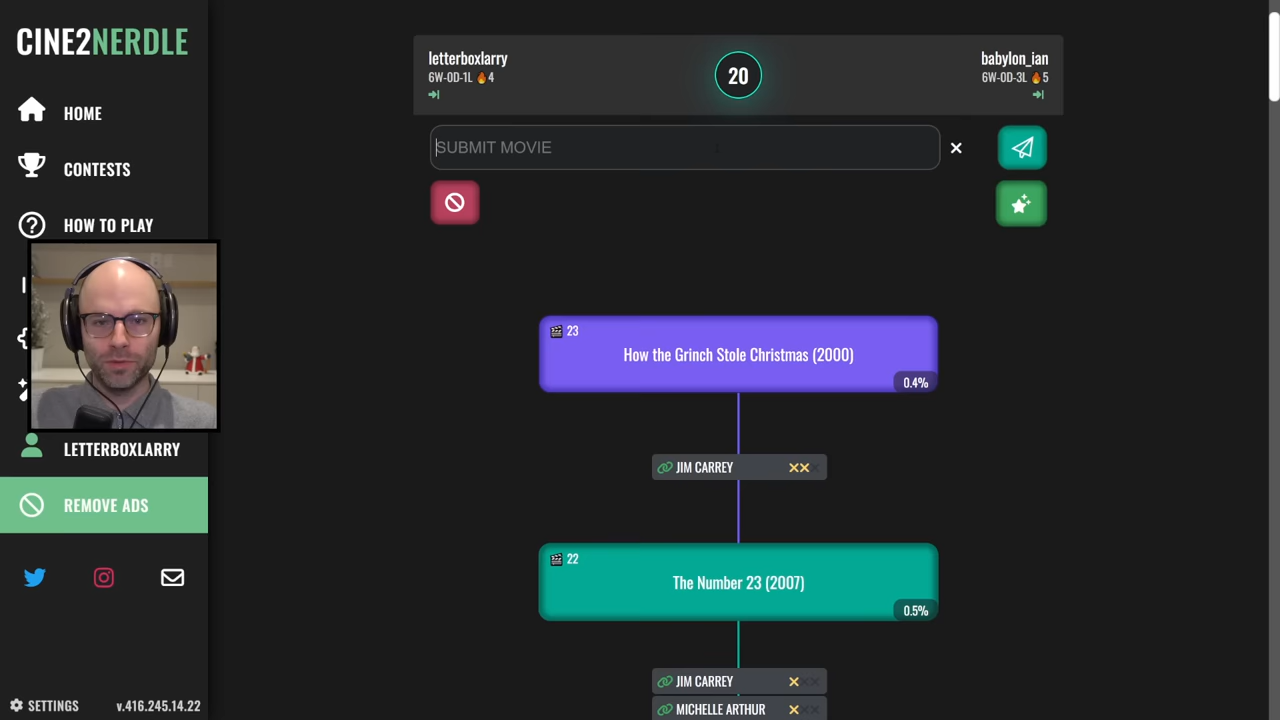 CINE2NERDLE
HOME
CONTESTS
HOW TO PLAY
LETTERBOXLARRY
REMOVE ADS
SETTINGS
v.416.245.14.22
letterboxlarry
6W-0D-1L 🔥4
20
babylon_ian
6W-0D-3L 🔥5
SUBMIT MOVIE
23
How the Grinch Stole Christmas (2000)
0.4%
JIM CARREY
22
The Number 23 (2007)
0.5%
JIM CARREY
MICHELLE ARTHUR